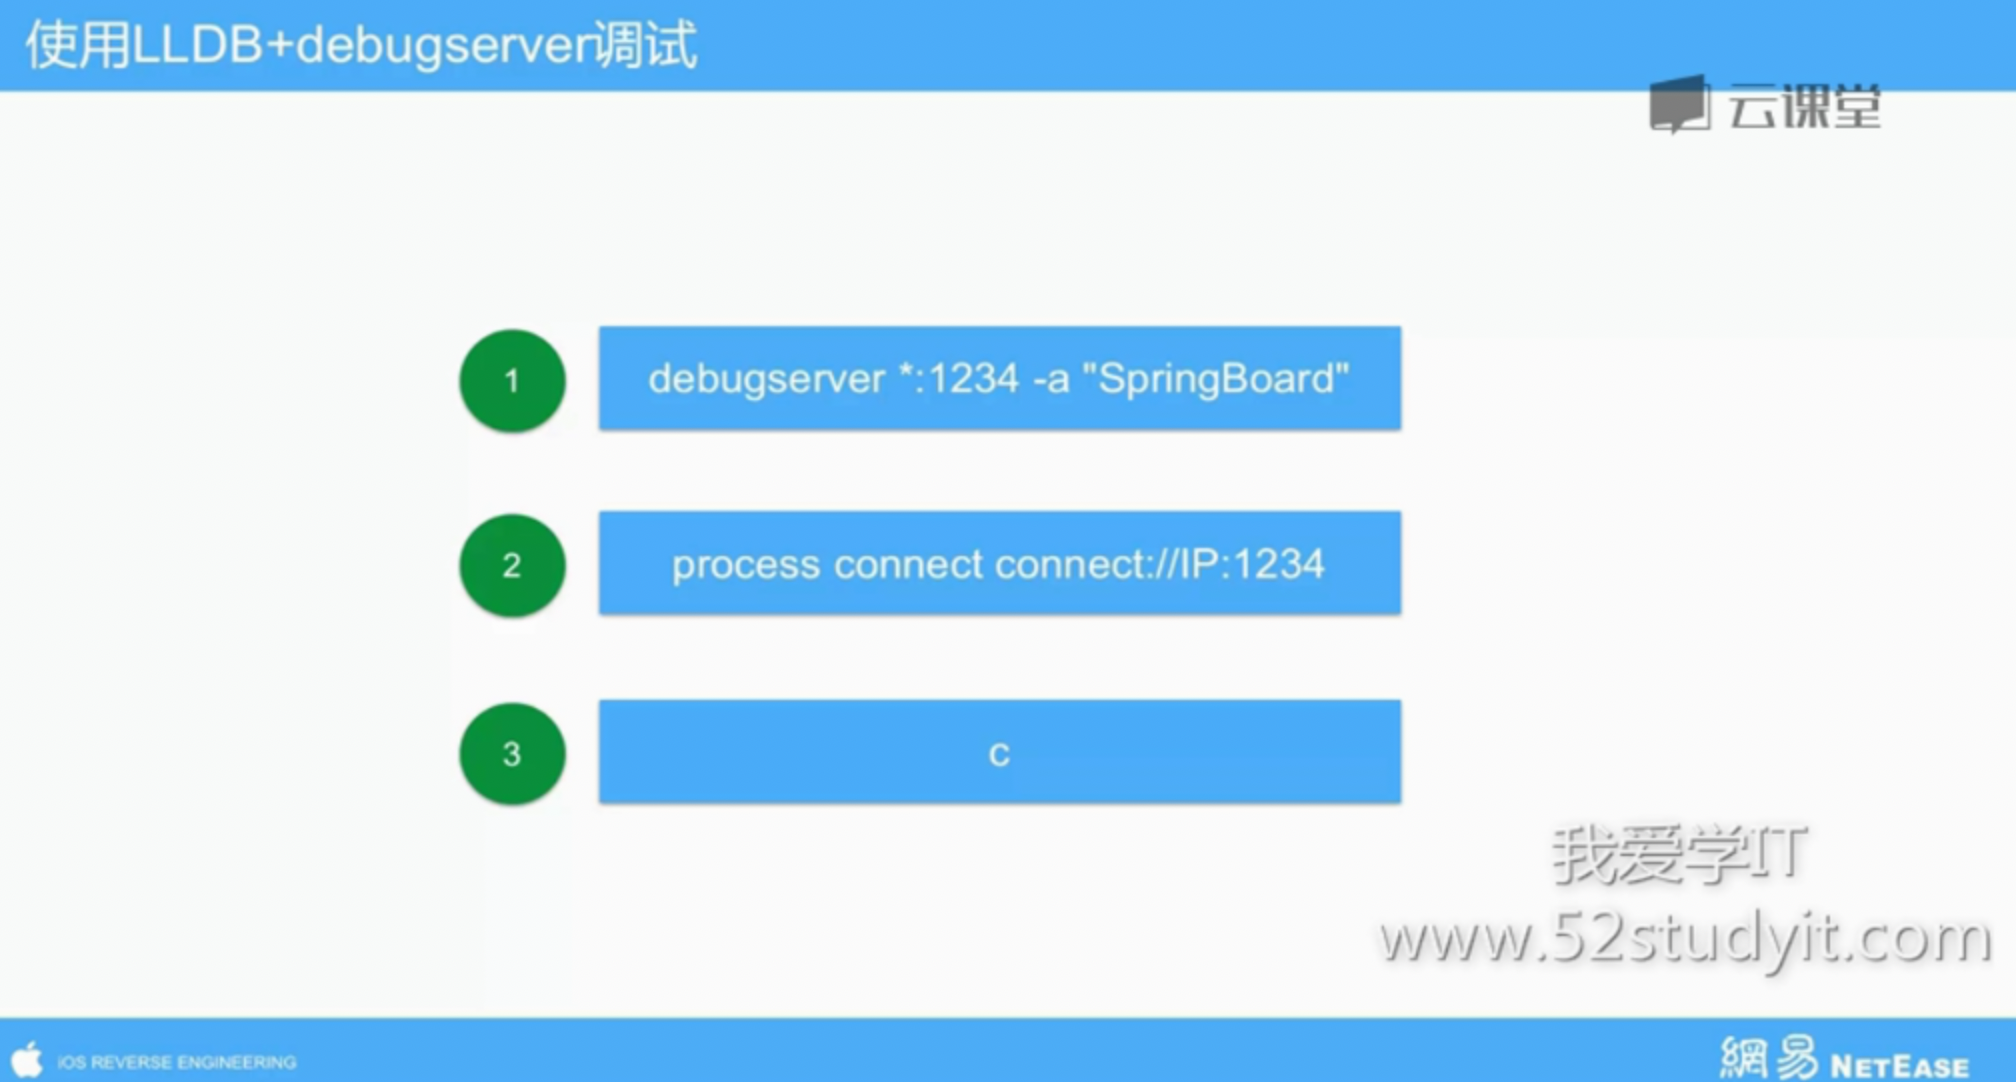 使用LLDB+debugserver调试
云课堂
1
debugserver *:1234 -a "SpringBoard"
2
process connect connect://IP:1234
3
c
我爱学IT
www.52studyit.com
iOS REVERSE ENGINEERING
網易 NETEASE